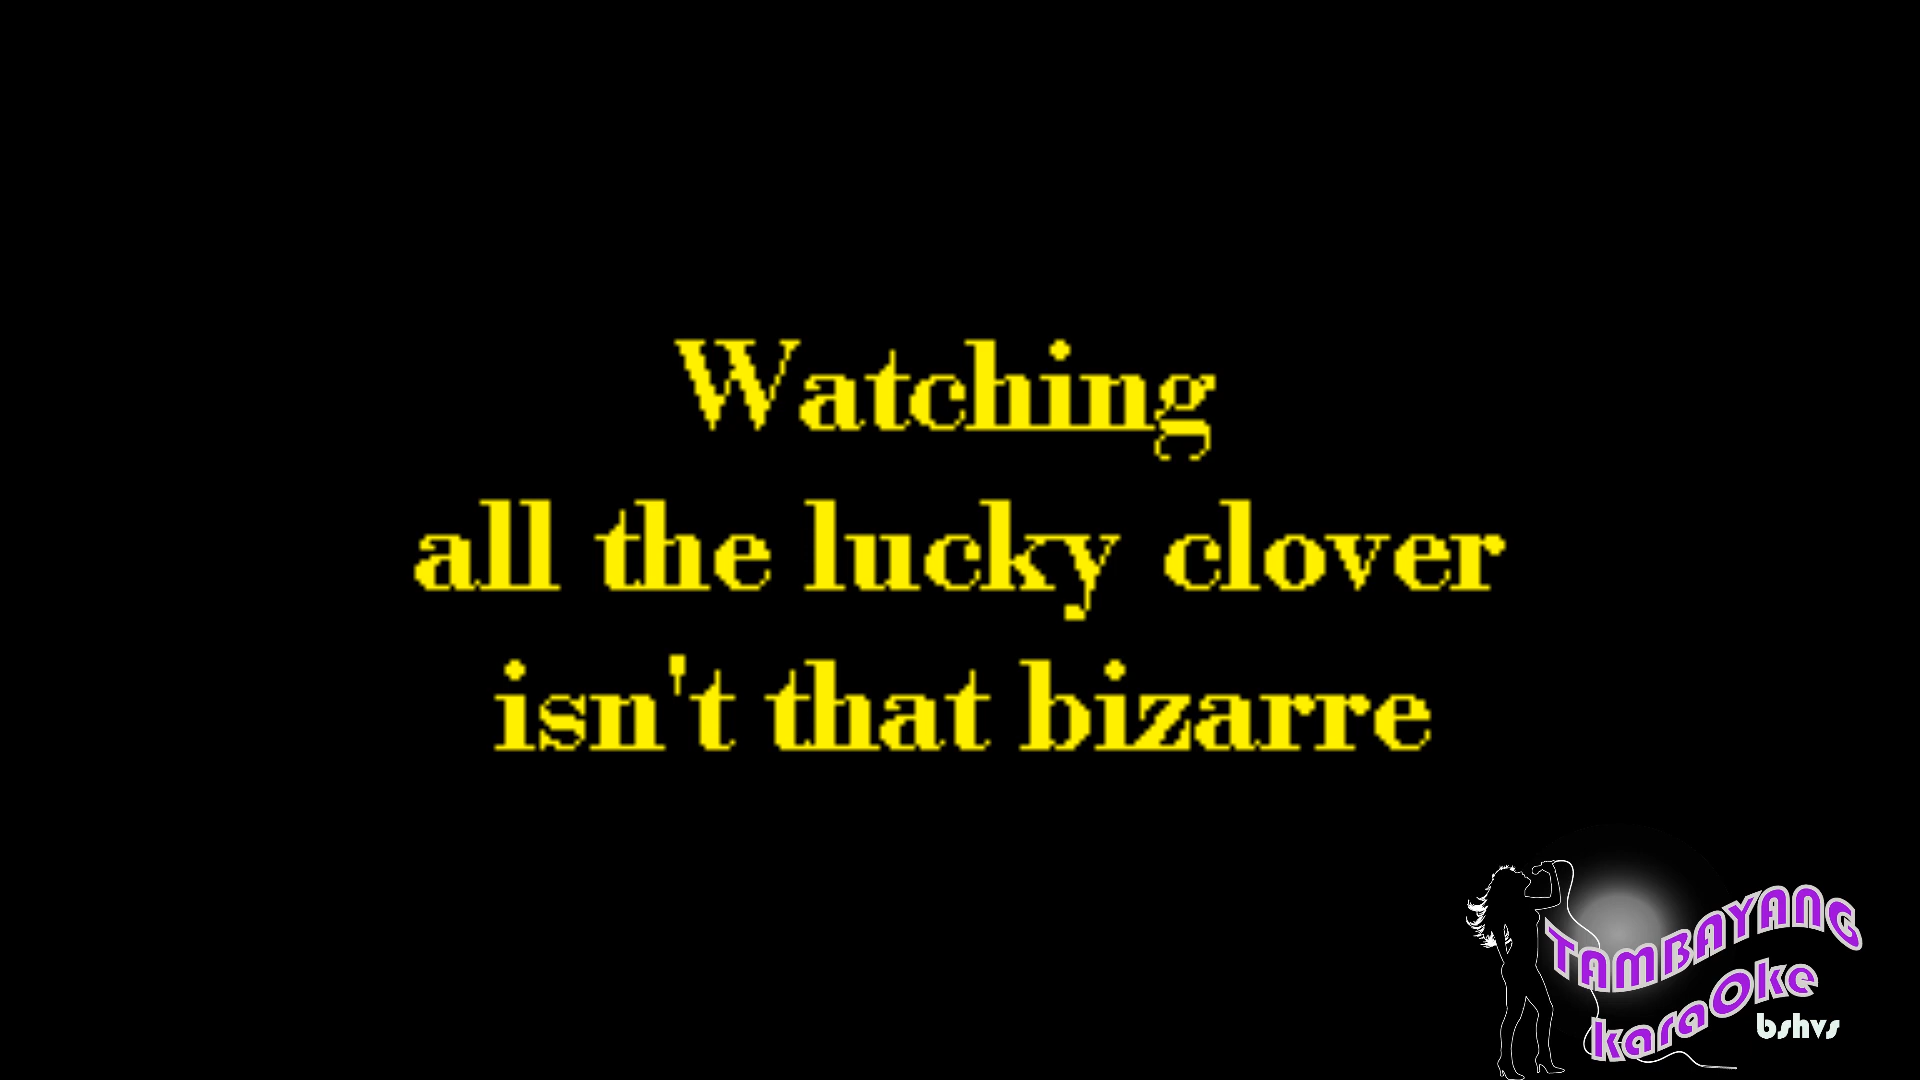 Watching
all the lucky clover
isn't that bizarre
TAMBAYANG
karaOke
bshvs